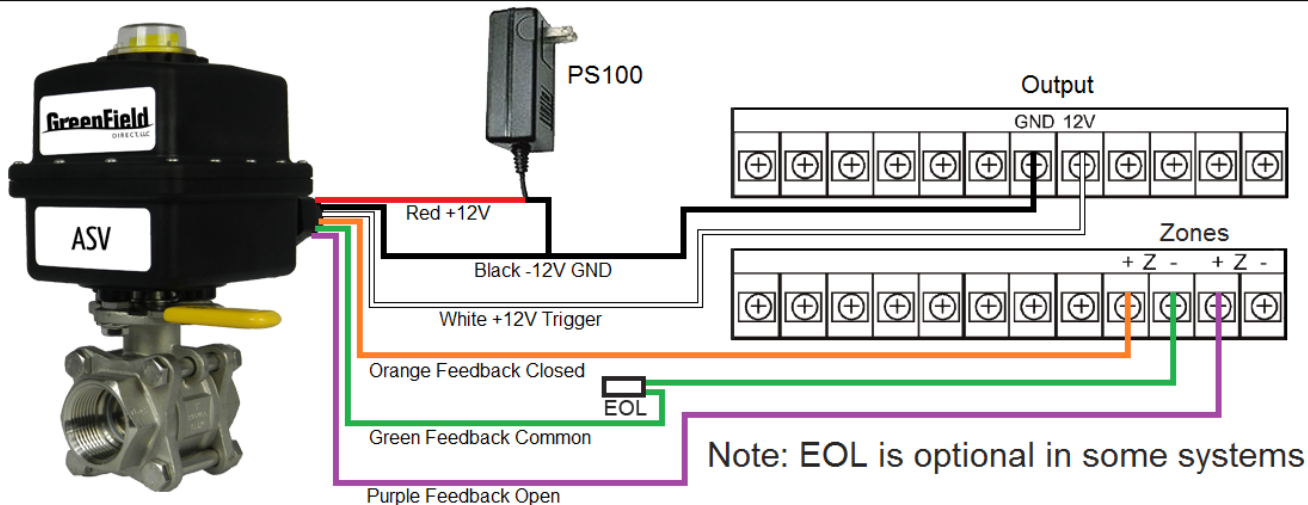 GreenField
DIRECT, LLC
ASV
PS100
Output
GND 12V
Zones
+ Z - + Z -
Red +12V
Black -12V GND
White +12V Trigger
Orange Feedback Closed
EOL
Green Feedback Common
Purple Feedback Open
Note: EOL is optional in some systems